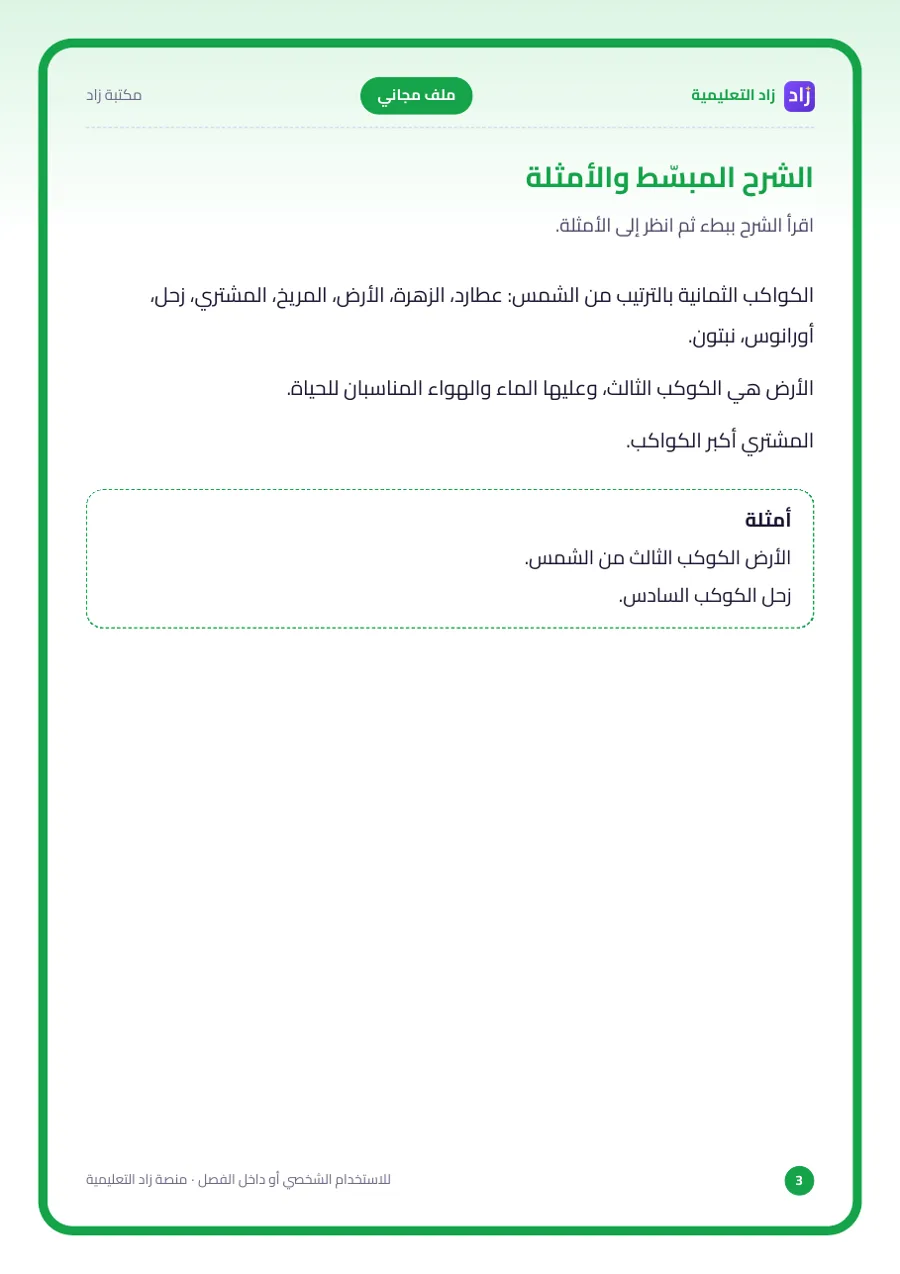 زاد زاد التعليمية
ملف مجاني
مكتبة زاد
الشرح المبسّط والأمثلة
اقرأ الشرح ببطء ثم انظر إلى الأمثلة.
الكواكب الثمانية بالترتيب من الشمس: عطارد، الزهرة، الأرض، المريخ، المشتري، زحل،
أورانوس، نبتون.
الأرض هي الكوكب الثالث، وعليها الماء والهواء المناسبان للحياة.
المشتري أكبر الكواكب.
أمثلة
الأرض الكوكب الثالث من الشمس.
زحل الكوكب السادس.
3
للاستخدام الشخصي أو داخل الفصل · منصة زاد التعليمية